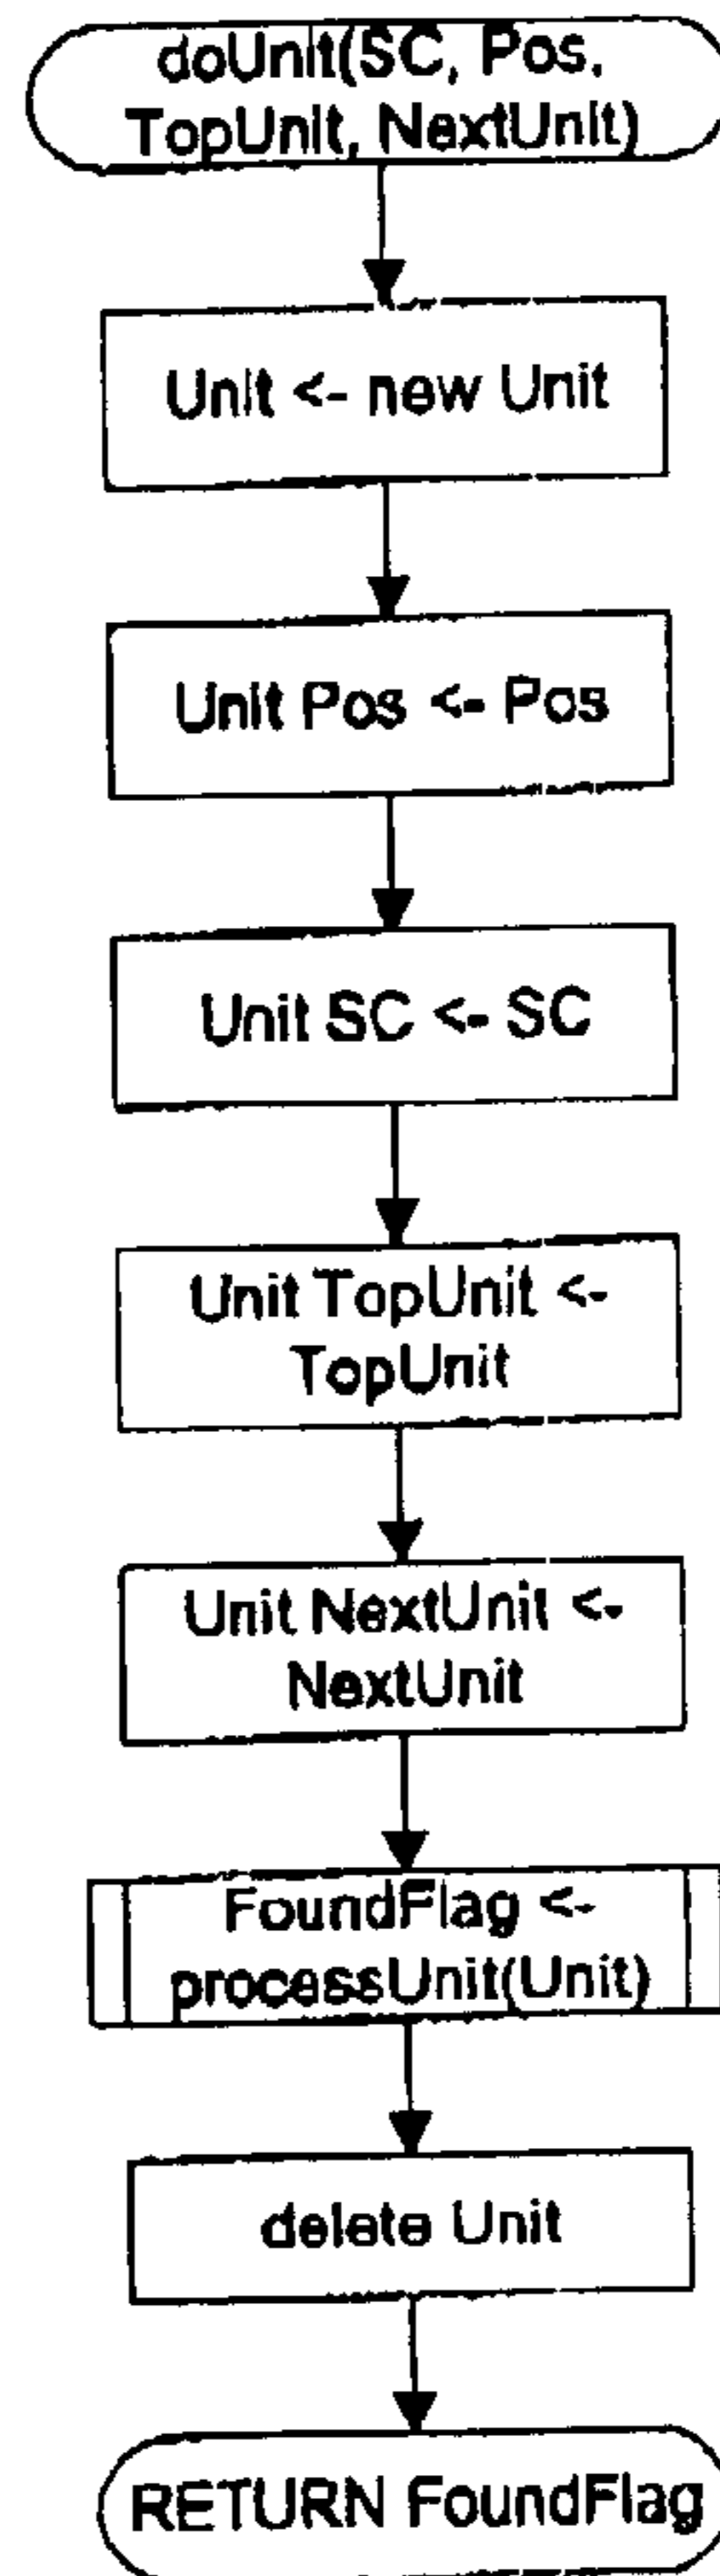 doUnit(SC, Pos,
TopUnit, NextUnit)
Unit <- new Unit
Unit Pos <- Pos
Unit SC <- SC
Unit TopUnit <-
TopUnit
Unit NextUnit <-
NextUnit
FoundFlag <-
processUnit(Unit)
delete Unit
RETURN FoundFlag